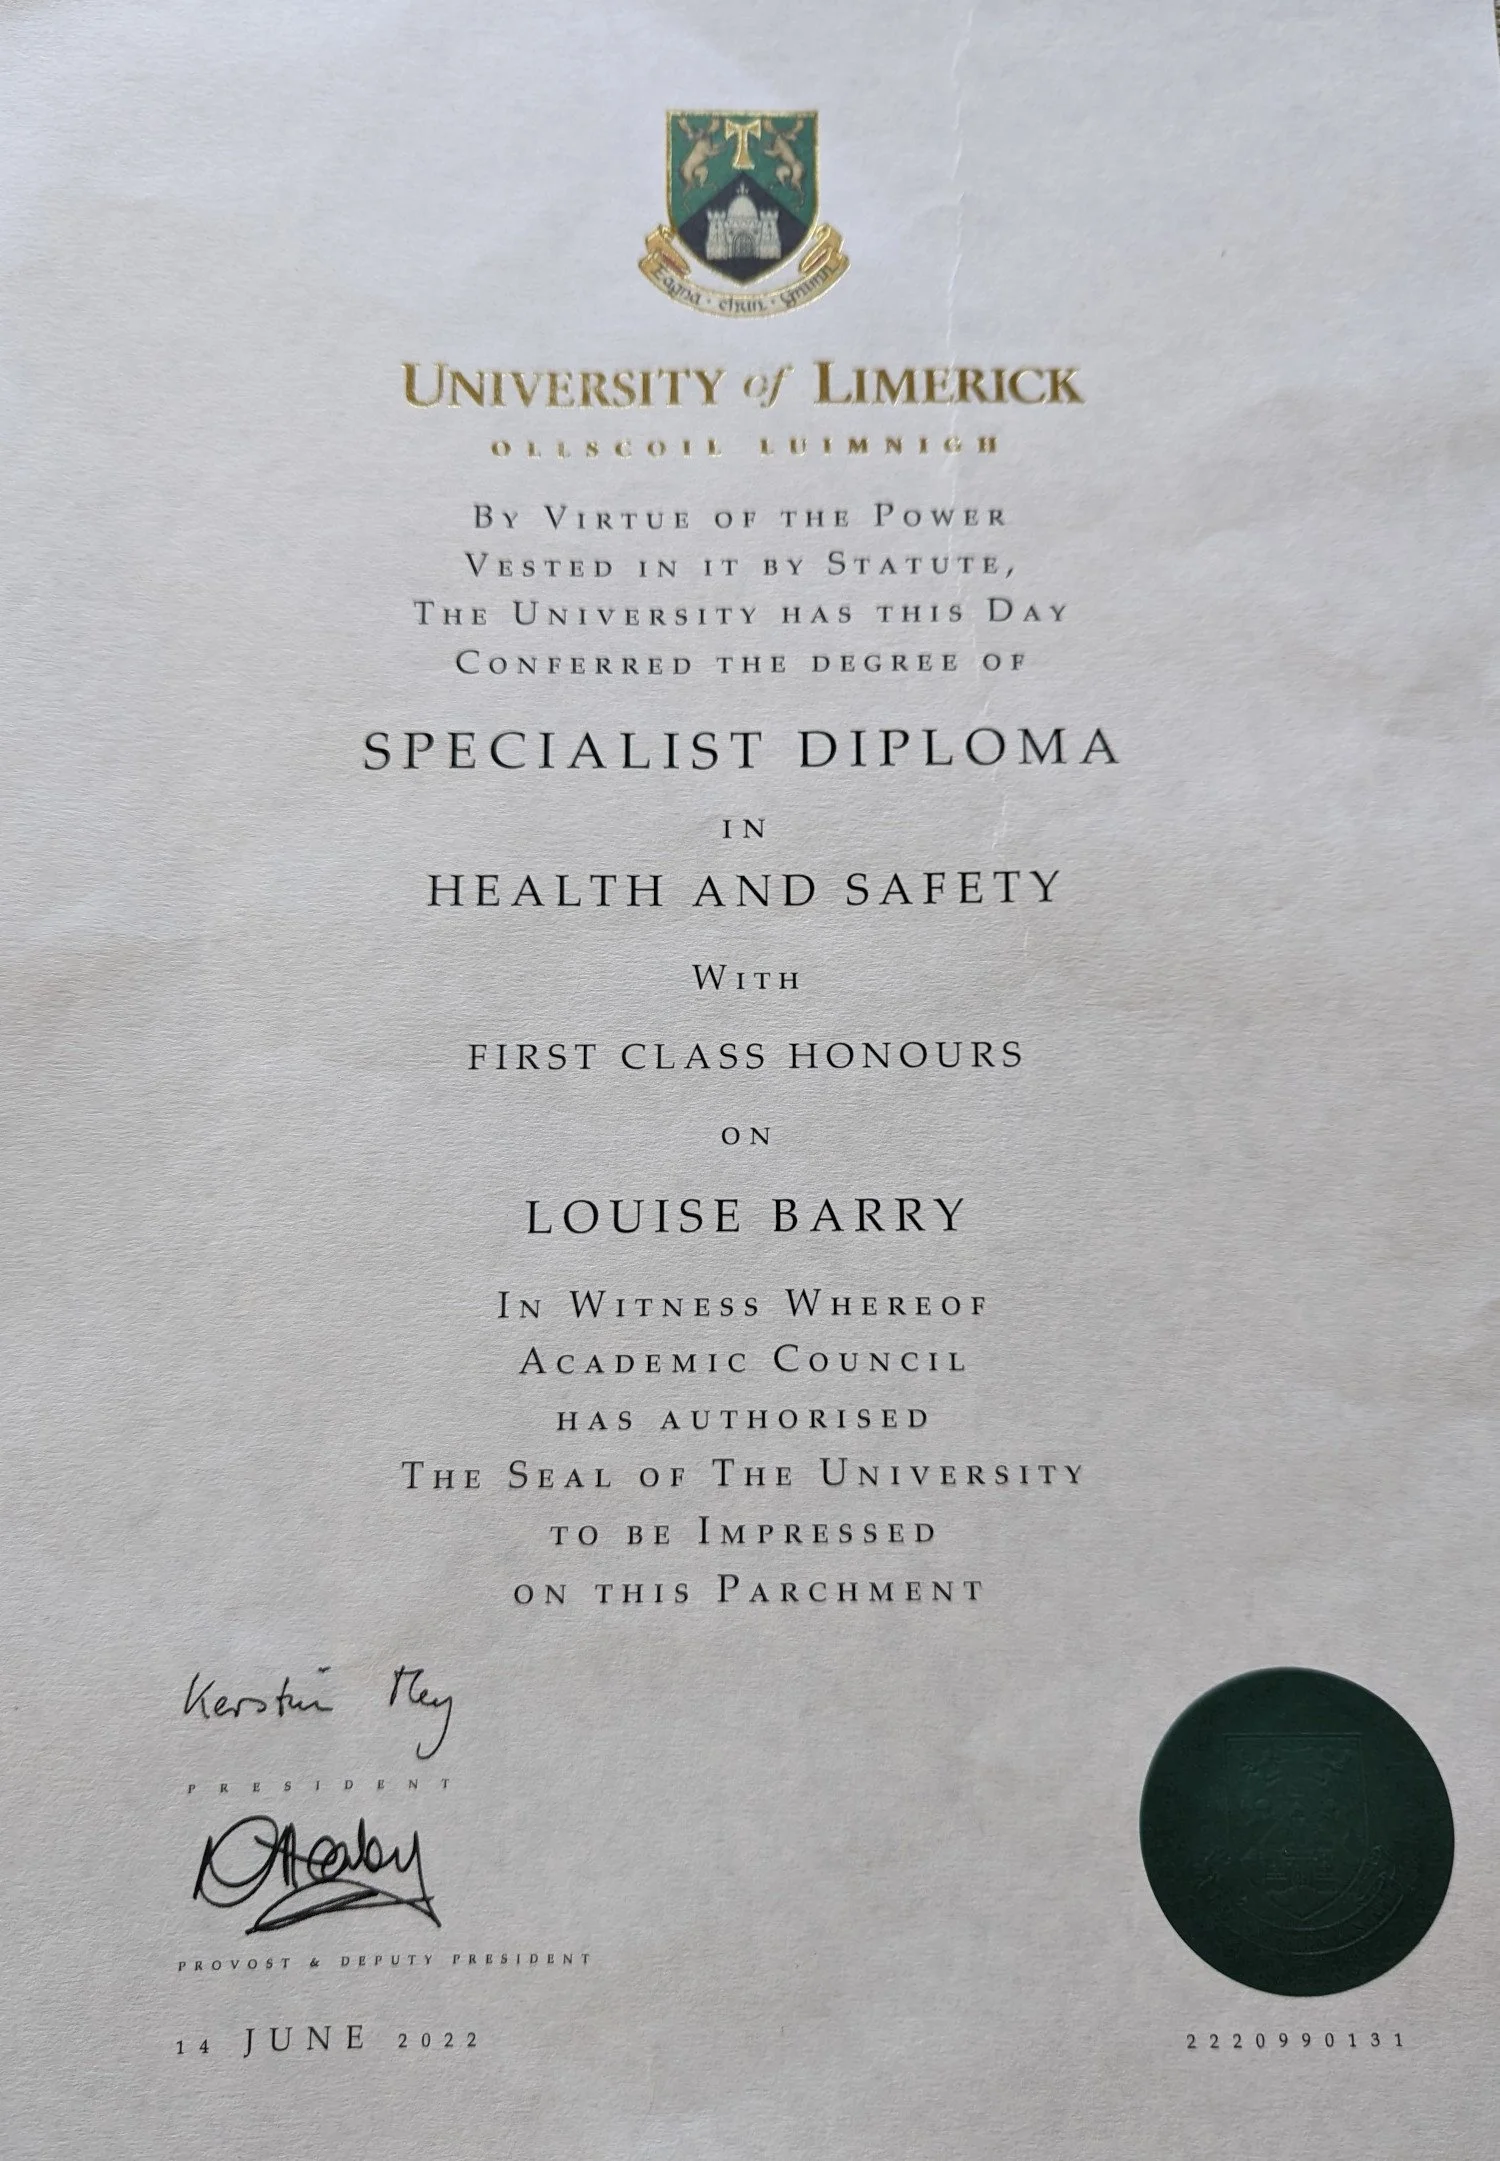 Eagna · chun · Gnímh
UNIVERSITY of LIMERICK
OLLSCOIL LUIMNIGH
BY VIRTUE OF THE POWER
VESTED IN IT BY STATUTE,
THE UNIVERSITY HAS THIS DAY
CONFERRED THE DEGREE OF
SPECIALIST DIPLOMA
IN
HEALTH AND SAFETY
WITH
FIRST CLASS HONOURS
ON
LOUISE BARRY
IN WITNESS WHEREOF
ACADEMIC COUNCIL
HAS AUTHORISED
THE SEAL OF THE UNIVERSITY
TO BE IMPRESSED
ON THIS PARCHMENT
Kerstin Mey
PRESIDENT
PROVOST & DEPUTY PRESIDENT
14 JUNE 2022
2220990131